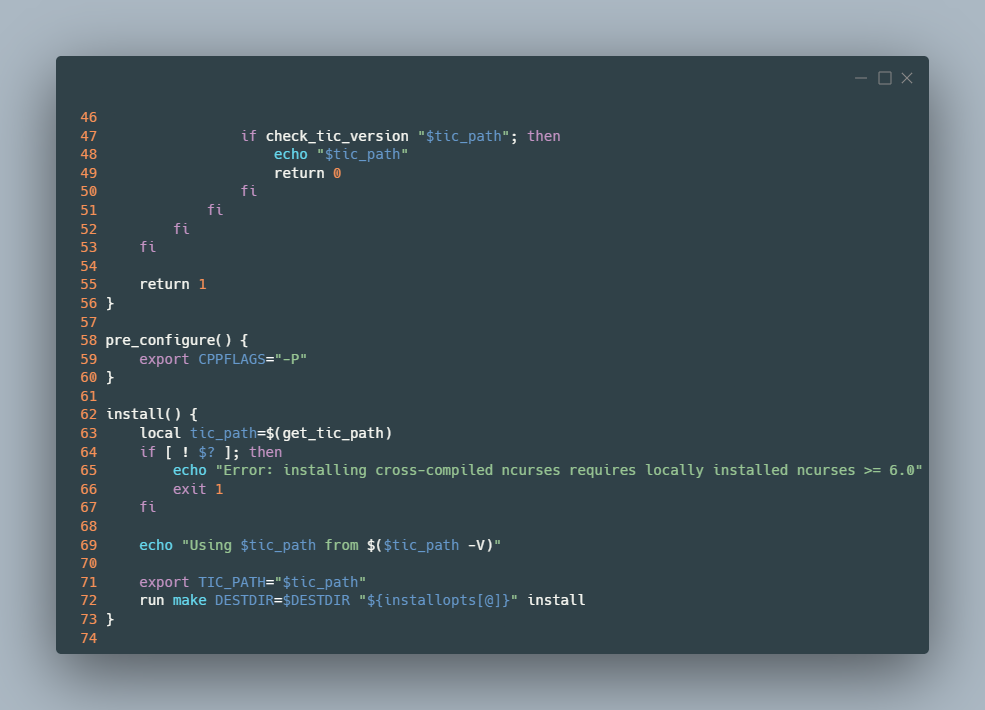 46
47                 if check_tic_version "$tic_path"; then
48                     echo "$tic_path"
49                     return 0
50                 fi
51             fi
52         fi
53     fi
54
55     return 1
56 }
57
58 pre_configure() {
59     export CPPFLAGS="-P"
60 }
61
62 install() {
63     local tic_path=$(get_tic_path)
64     if [ ! $? ]; then
65         echo "Error: installing cross-compiled ncurses requires locally installed ncurses >= 6.0"
66         exit 1
67     fi
68
69     echo "Using $tic_path from $($tic_path -V)"
70
71     export TIC_PATH="$tic_path"
72     run make DESTDIR=$DESTDIR "${installopts[@]}" install
73 }
74